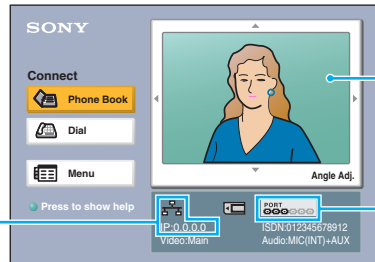 SONY
Connect
Phone Book
Dial
Menu
Angle Adj.
Press to show help
PORT
IP:0.0.0.0
ISDN:012345678912
Video:Main
Audio:MIC(INT)+AUX